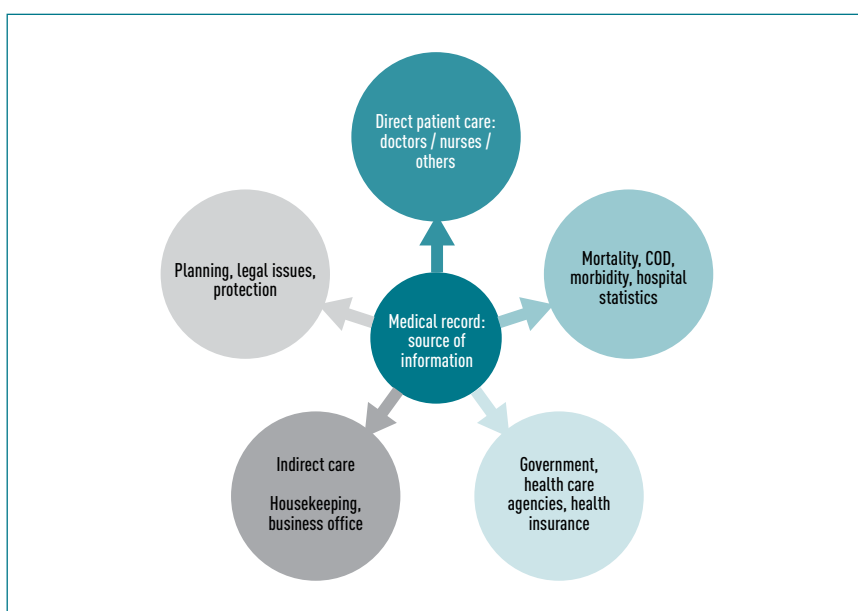 Direct patient care:
doctors / nurses /
others
Planning, legal issues,
protection
Mortality, COD,
morbidity, hospital
statistics
Medical record:
source of
information
Indirect care
Housekeeping,
business office
Government,
health care
agencies, health
insurance